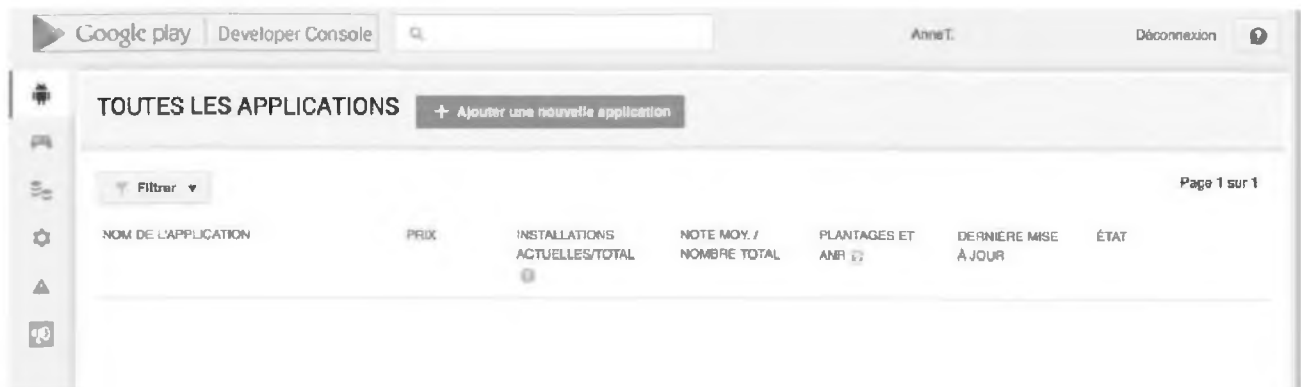 Google play Developer Console
Anne T.
Déconnexion
TOUTES LES APPLICATIONS
+ Ajouter une nouvelle application
Filtrer
Page 1 sur 1
NOM DE L'APPLICATION
PRIX
INSTALLATIONS
ACTUELLES/TOTAL
NOTE MOY. /
NOMBRE TOTAL
PLANTAGES ET
ANR
DERNIÈRE MISE
À JOUR
ÉTAT